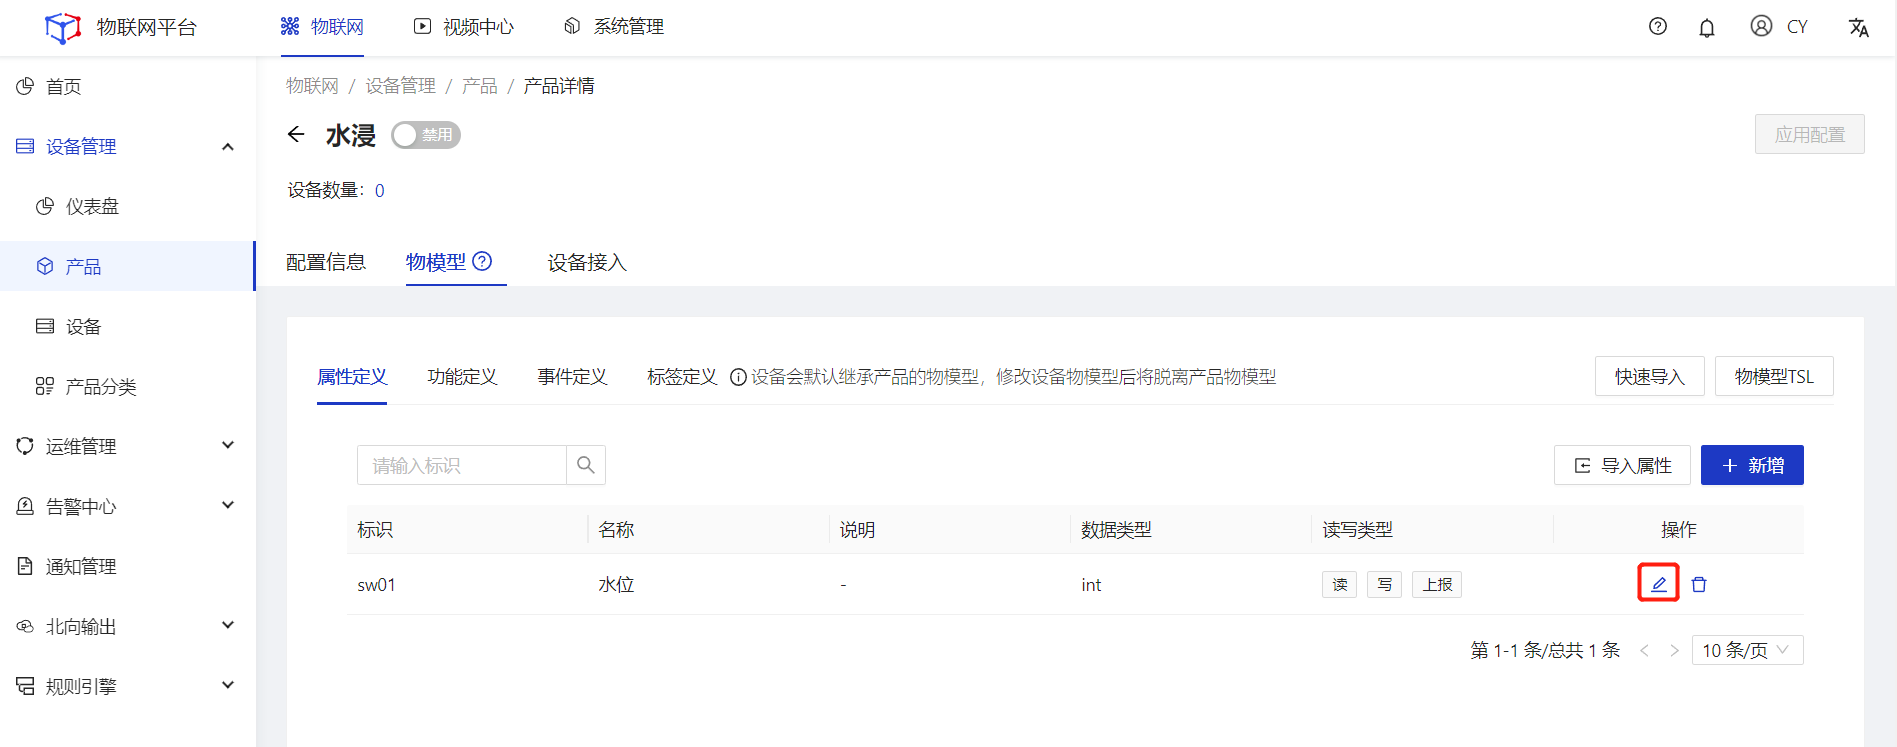 物联网平台
物联网
视频中心
系统管理
CY
首页
设备管理
仪表盘
产品
设备
产品分类
运维管理
告警中心
通知管理
北向输出
规则引擎
物联网 / 设备管理 / 产品 / 产品详情
水浸 禁用
应用配置
设备数量：0
配置信息 物模型 设备接入
属性定义 功能定义 事件定义 标签定义 设备会默认继承产品的物模型，修改设备物模型后将脱离产品物模型
快速导入 物模型TSL
请输入标识
导入属性 新增
标识 名称 说明 数据类型 读写类型 操作
sw01 水位 - int 读 写 上报
第 1-1 条/总共 1 条 < > 10 条/页